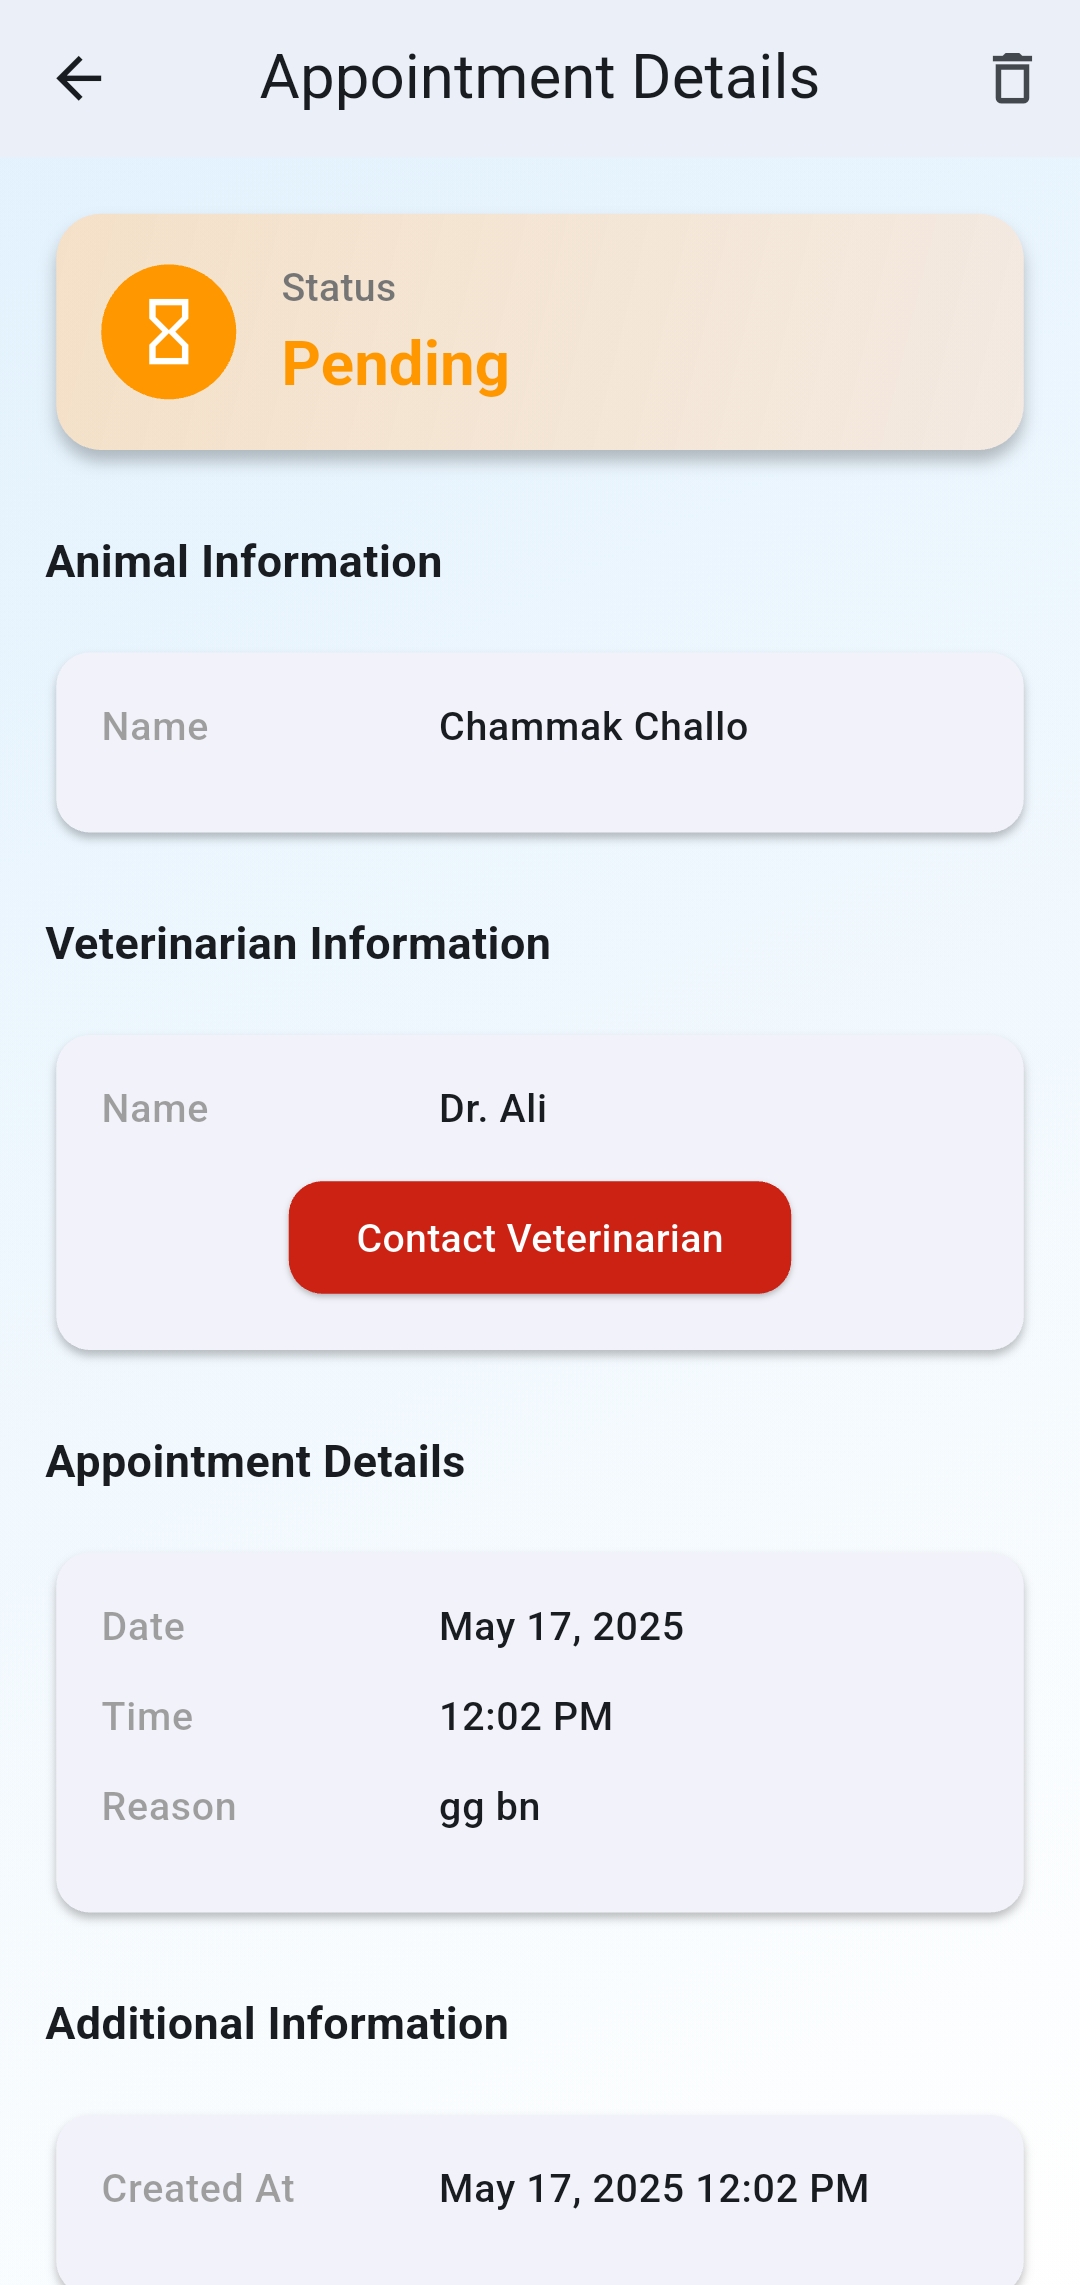 Appointment Details
Status
Pending
Animal Information
Name Chammak Challo
Veterinarian Information
Name Dr. Ali
Contact Veterinarian
Appointment Details
Date May 17, 2025
Time 12:02 PM
Reason gg bn
Additional Information
Created At May 17, 2025 12:02 PM